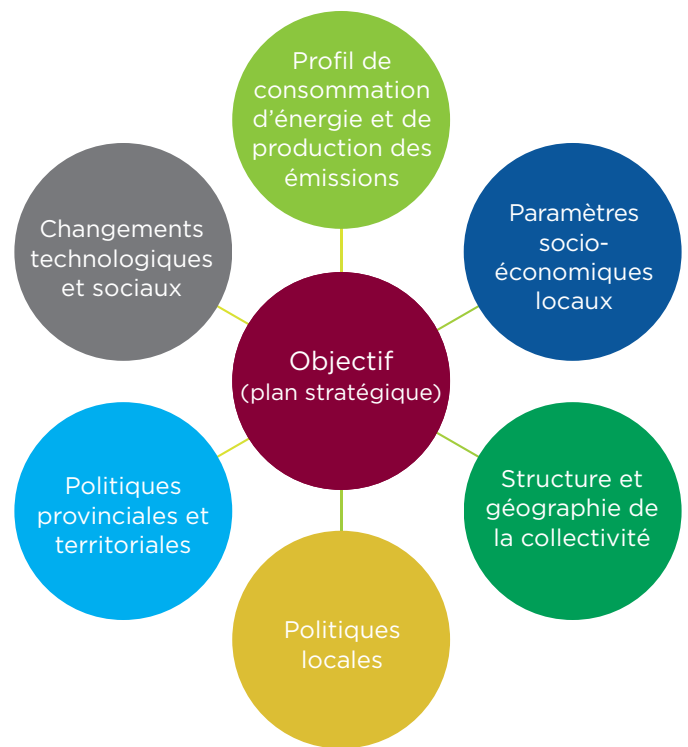 Profil de
consommation
d'énergie et de
production des
émissions
Paramètres
socio-
économiques
locaux
Structure et
géographie de
la collectivité
Politiques
locales
Politiques
provinciales et
territoriales
Changements
technologiques
et sociaux
Objectif
(plan stratégique)